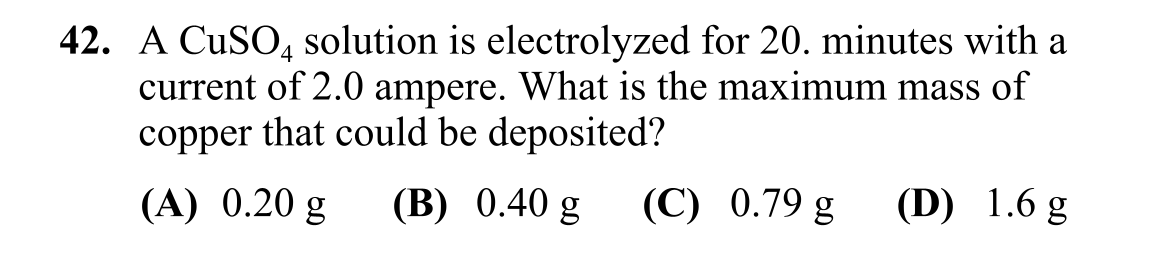 42. A CuSO₄ solution is electrolyzed for 20. minutes with a
current of 2.0 ampere. What is the maximum mass of
copper that could be deposited?
(A) 0.20 g (B) 0.40 g (C) 0.79 g (D) 1.6 g